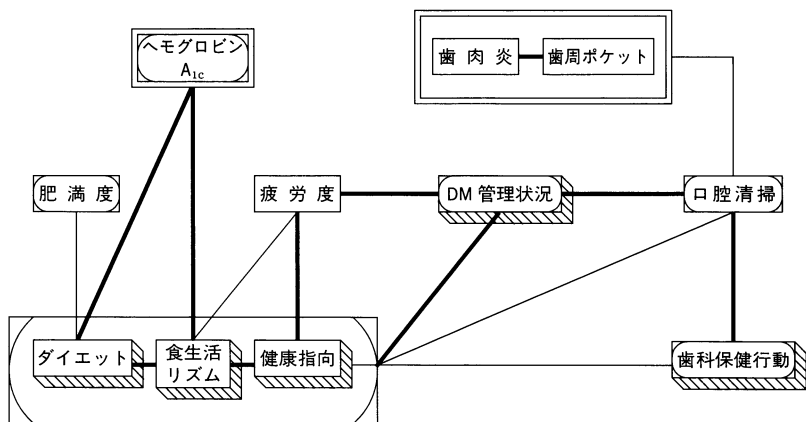 ヘモグロビン
A1c
歯肉炎
歯周ポケット
肥満度
疲労度
DM管理状況
口腔清掃
ダイエット
食生活
リズム
健康指向
歯科保健行動